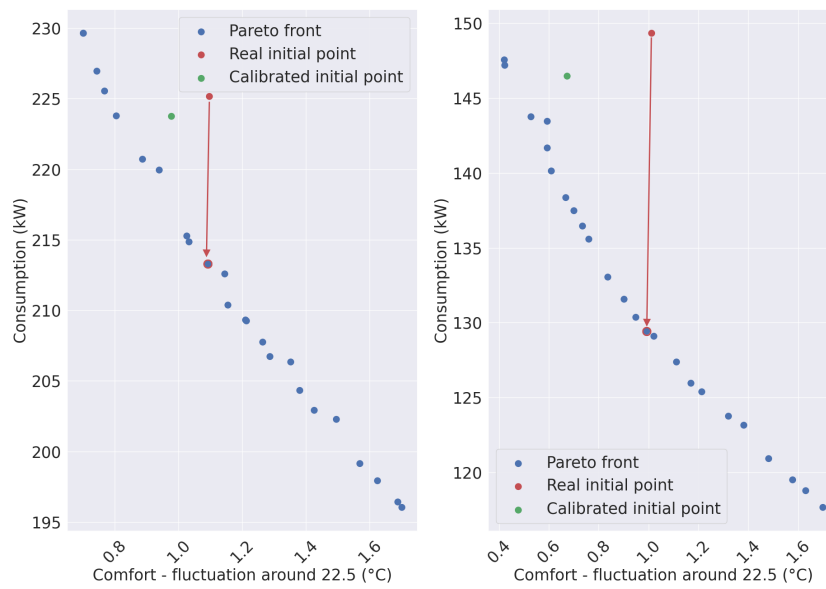 230
225
220
215
210
205
200
195
Consumption (kW)
0.8
1.0
1.2
1.4
1.6
Comfort - fluctuation around 22.5 (°C)
Pareto front
Real initial point
Calibrated initial point
150
145
140
135
130
125
120
Consumption (kW)
0.4
0.6
0.8
1.0
1.2
1.4
1.6
Comfort - fluctuation around 22.5 (°C)
Pareto front
Real initial point
Calibrated initial point